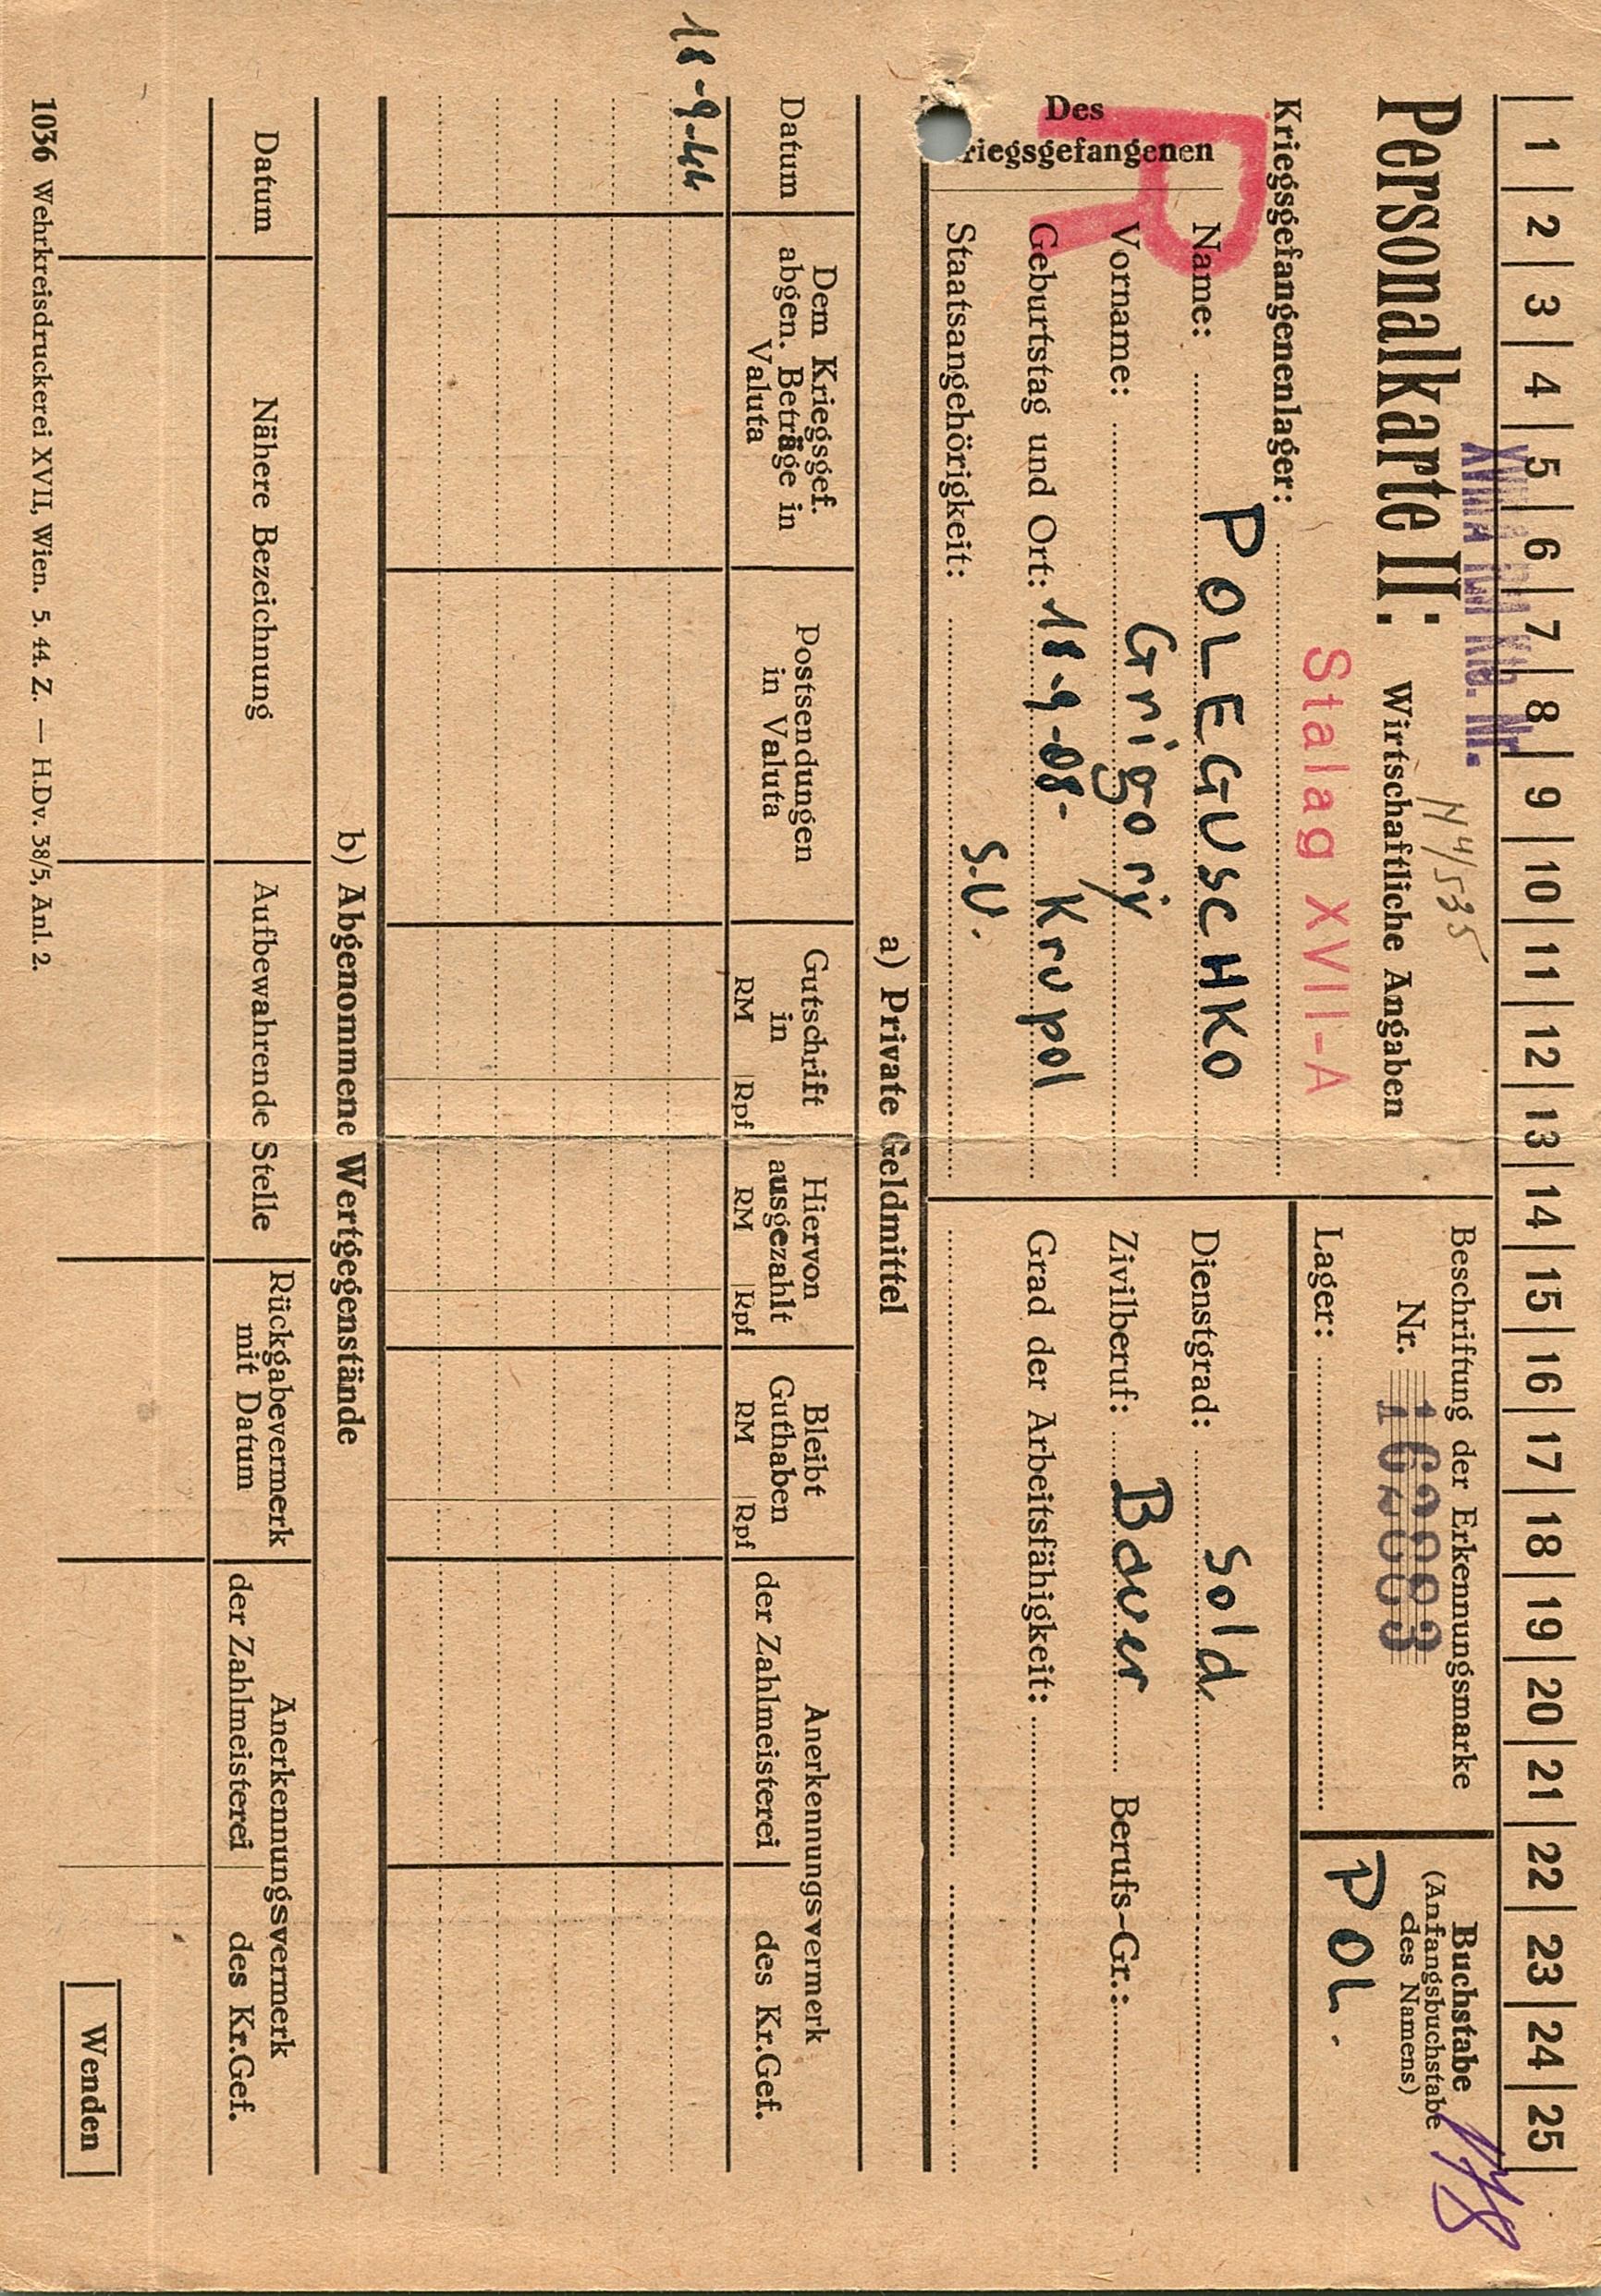 1 2 3 4 5 6 7 8 9 10 11 12 13 14 15 16 17 18 19 20 21 22 23 24 25
Personalkarte II: Wirtschaftliche Angaben
Stalag XVII-A
Kriegsgefangenenlager:
Beschriftung der Erkennungsmarke
Nr.
Lager:
Buchstabe
(Anfangsbuchstabe
des Namens)
POL.
R
Des
riegsgefangenen
Name: POLEGUSCHKO
Vorname: Grigorij
Geburtstag und Ort: 18-9-08- Krupol
Staatsangehörigkeit: S.U.
Dienstgrad: Sold
Zivilberuf: Bauer Berufs-Gr.:
Grad der Arbeitsfähigkeit:
a) Private Geldmittel
Datum
Dem Kriegsgef.
abgen. Beträge in
Valuta
Postsendungen
in Valuta
Gutschrift
in
RM Rpf
Hiervon
ausgezahlt
RM Rpf
Bleibt
Guthaben
RM Rpf
Anerkennungsvermerk
der Zahlmeisterei des Kr.Gef.
18-9-44
b) Abgenommene Wertgegenstände
Datum
Nähere Bezeichnung
Aufbewahrende Stelle
Rückgabevermerk
mit Datum
Anerkennungsvermerk
der Zahlmeisterei des Kr.Gef.
1036 Wehrkreisdruckerei XVII, Wien. 5. 44. Z. — H.Dv. 38/5, Anl. 2.
Wenden